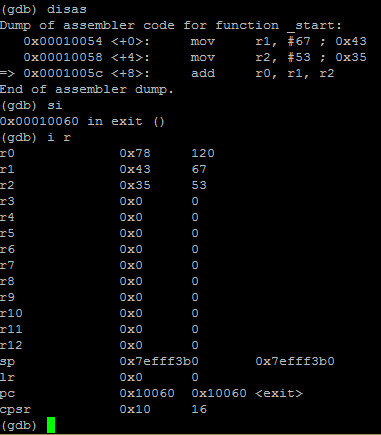 (gdb) disas
Dump of assembler code for function _start:
   0x00010054 <+0>:     mov     r1, #67 ; 0x43
   0x00010058 <+4>:     mov     r2, #53 ; 0x35
=> 0x0001005c <+8>:     add     r0, r1, r2
End of assembler dump.
(gdb) si
0x00010060 in exit ()
(gdb) i r
r0             0x78     120
r1             0x43     67
r2             0x35     53
r3             0x0      0
r4             0x0      0
r5             0x0      0
r6             0x0      0
r7             0x0      0
r8             0x0      0
r9             0x0      0
r10            0x0      0
r11            0x0      0
r12            0x0      0
sp             0x7efff3b0       0x7efff3b0
lr             0x0      0
pc             0x10060  0x10060 <exit>
cpsr           0x10     16
(gdb)